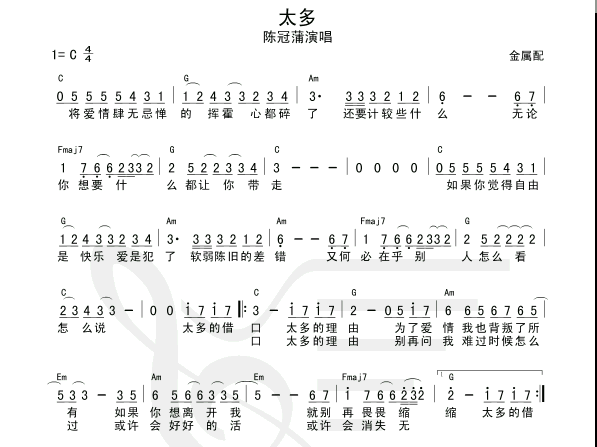 太多
陈冠蒲演唱
1= C 4/4
金属配
C G Am
0 5 5 5 5 4 3 1 | 1 2 4 3 3 2 3 4 | 3· 3 3 3 2 1 2 | 6 - - 6 7 |
将爱情肆无忌惮 的 挥霍 心都碎 了 还要计较些什 么 无论
Fmaj7 G C
1 7 6 6 2 3 3 2 | 2 5 5 5 2 3 4 | 3 - - - | 0 0 0 0 | 0 5 5 5 5 4 3 1 |
你 想要 什 么都让 你 带 走 如果你觉得自由
G Am Am Fmaj7 G
1 2 4 3 3 2 3 4 | 3· 3 3 3 2 1 2 | 6 - - 6 7 | 1 7 6 6 2 3 3 2 | 5 2 2 2 2 |
是 快乐 爱是犯 了 软弱陈旧的差 错 又何 必在乎 别 人怎么 看
C C G Am
2 3 4 3 3 - | 0 0 i 7 i 7 |: 3 - i 7 i 7 | 2 - 0 i 7 i 7 | 6 6 5 6 7 6 5 |
怎 么说 太多的借 口 太多的理 由 为了爱 情 我也背叛了所
口 太多的理 由 别再问 我 难过时候怎么
Em Am Em Fmaj7 1. G
5 3 3 - 3 5 | 5 6 5 6 6 3 3 5 | 5 - - 5 5 | i 7 i 6 6 2 3 2 | 2 - i 7 i 7 :|
有 如果 你想离开我 就别 再畏畏 缩 缩 太多的借
过 或许 会好好的 活 或许 会消失 无